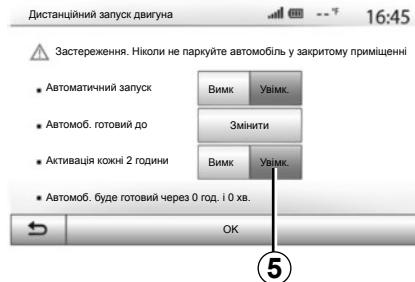 Дистанційний запуск двигуна -- °F 16:45
Застереження. Ніколи не паркуйте автомобіль у закритому приміщенні
Автоматичний запуск Вимк Увімк.
Автомоб. готовий до Змінити
Активація кожні 2 години Вимк Увімк.
Автомоб. буде готовий через 0 год. і 0 хв.
OK
5